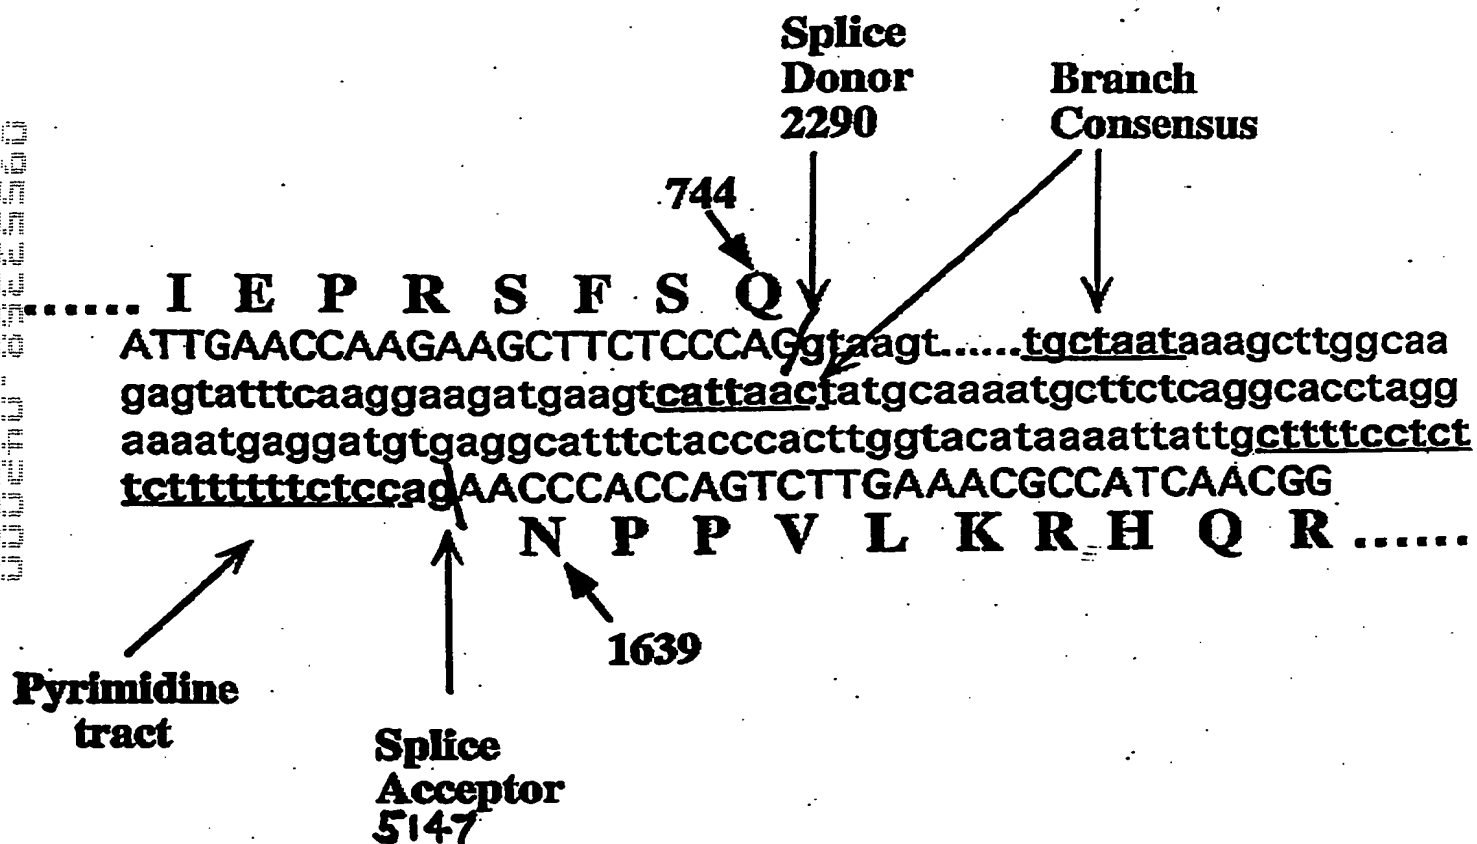 Splice
Donor
2290
Branch
Consensus
744
...... I E P R S F S Q
ATTGAACCAAGAAGCTTCTCCCAGgtaagt......tgctaataaagcttggcaa
gagtatttcaaggaagatgaagtcattaactatgcaaaatgcttctcaggcacctagg
aaaatgaggatgtgaggcatttctacccacttggtacataaaattattgcttttcctct
tctttttttctccagAACCCACCAGTCTTGAAACGCCATCAACGG
N P P V L K R H Q R ......
1639
Pyrimidine
tract
Splice
Acceptor
5147